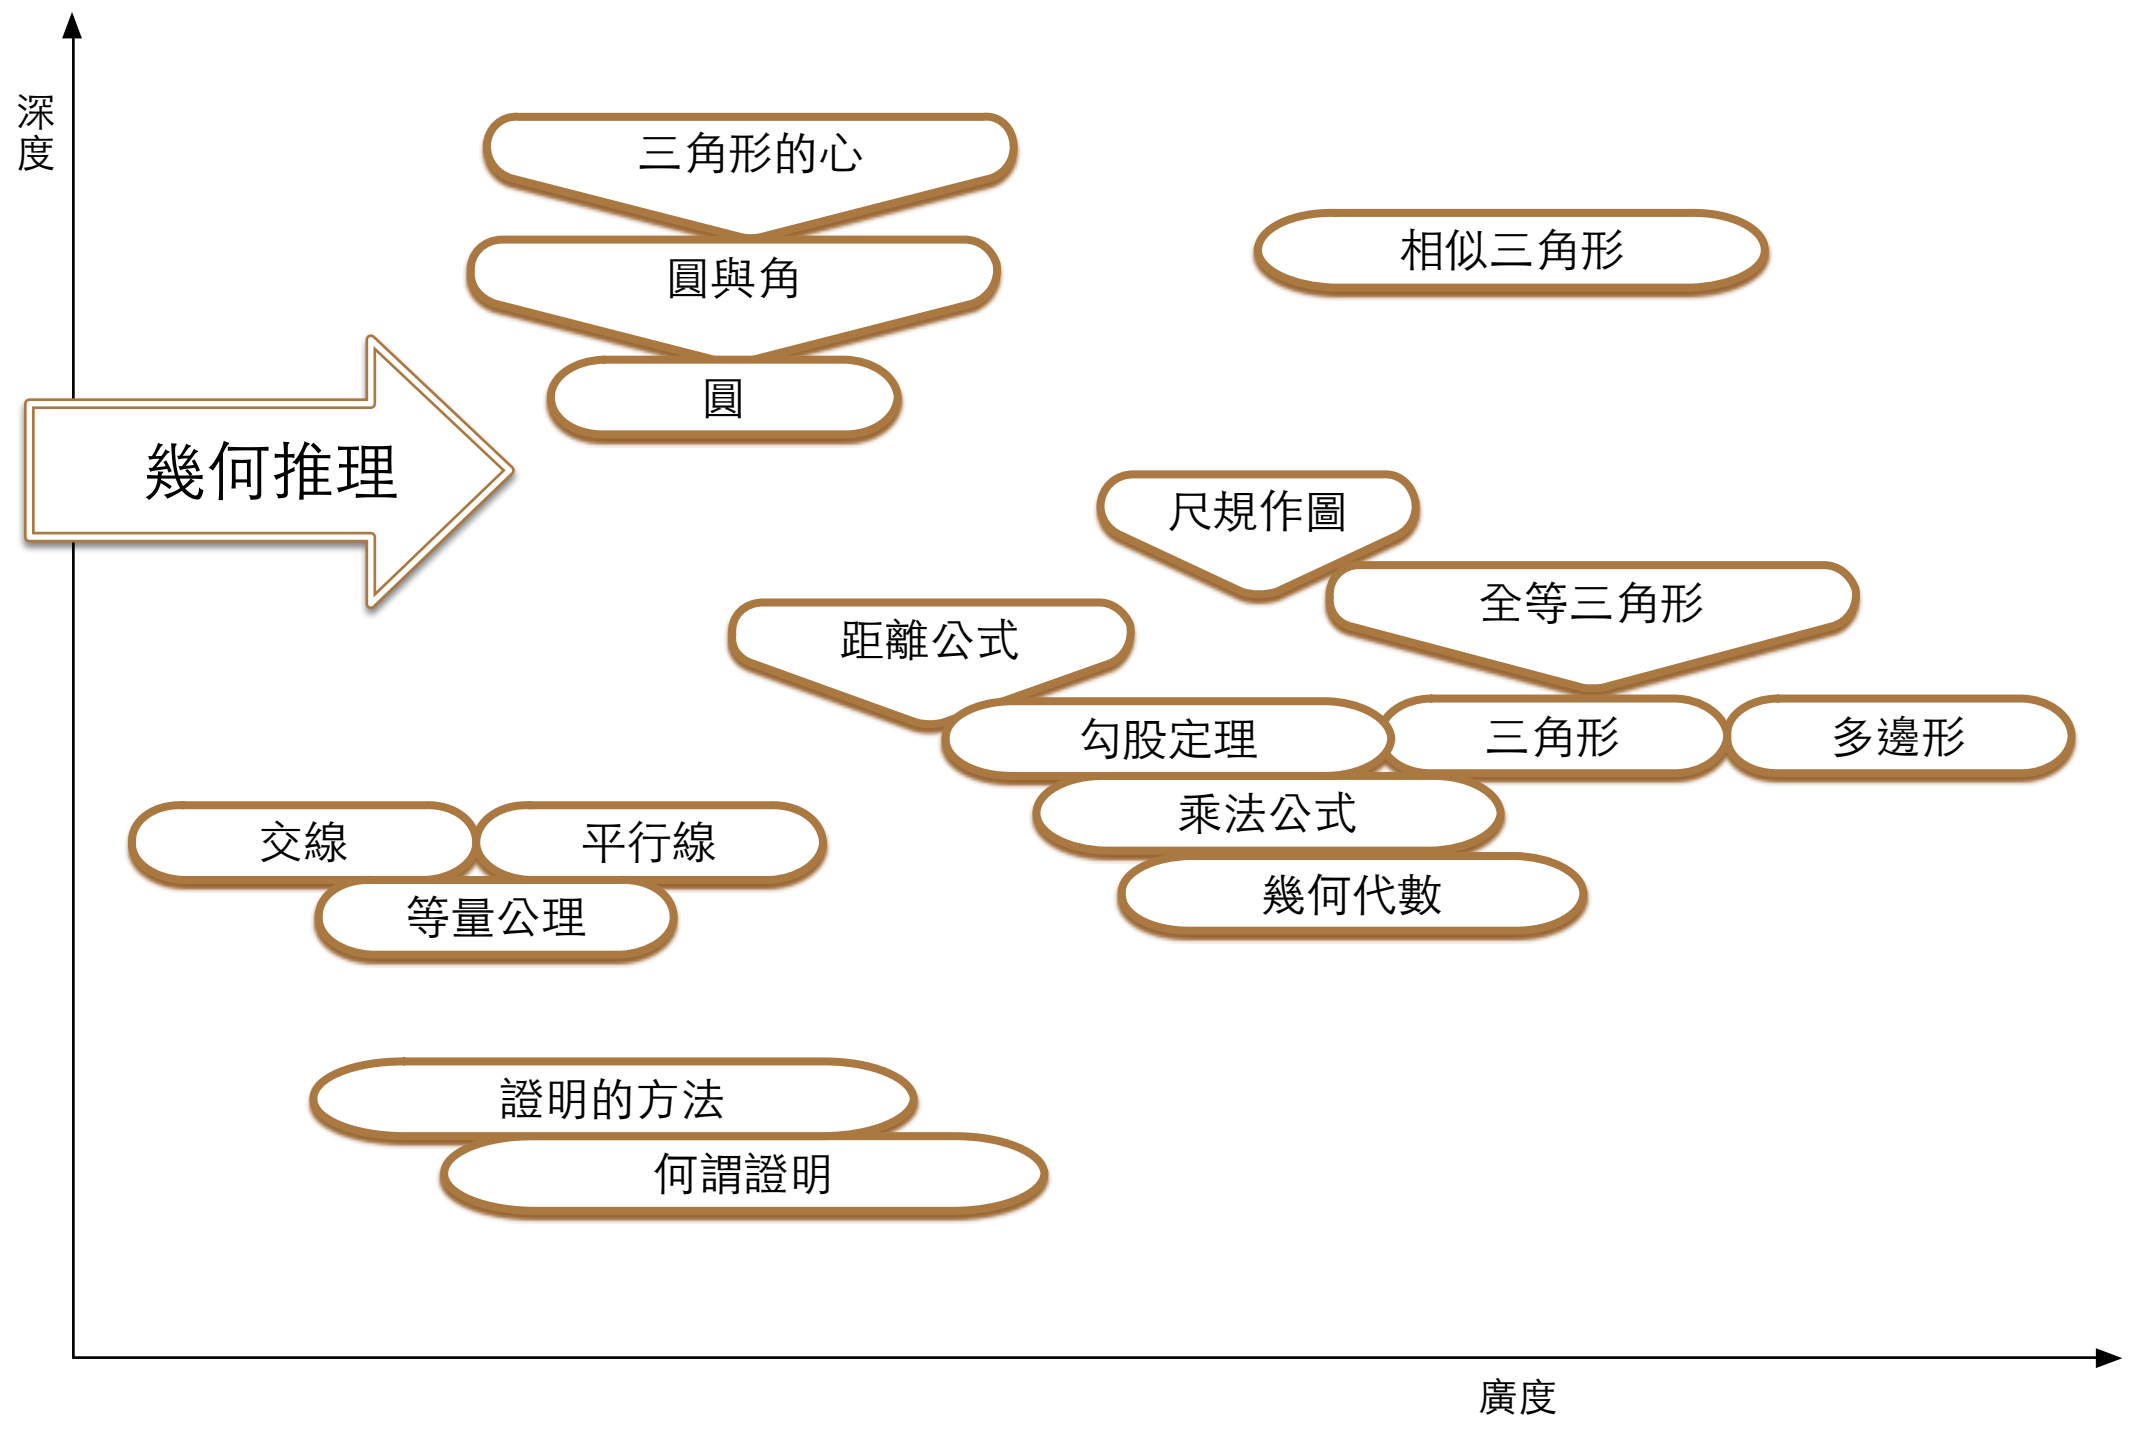 深度
三角形的心
相似三角形
圓與角
圓
幾何推理
尺規作圖
全等三角形
距離公式
勾股定理
三角形
多邊形
乘法公式
交線
平行線
幾何代數
等量公理
證明的方法
何謂證明
廣度